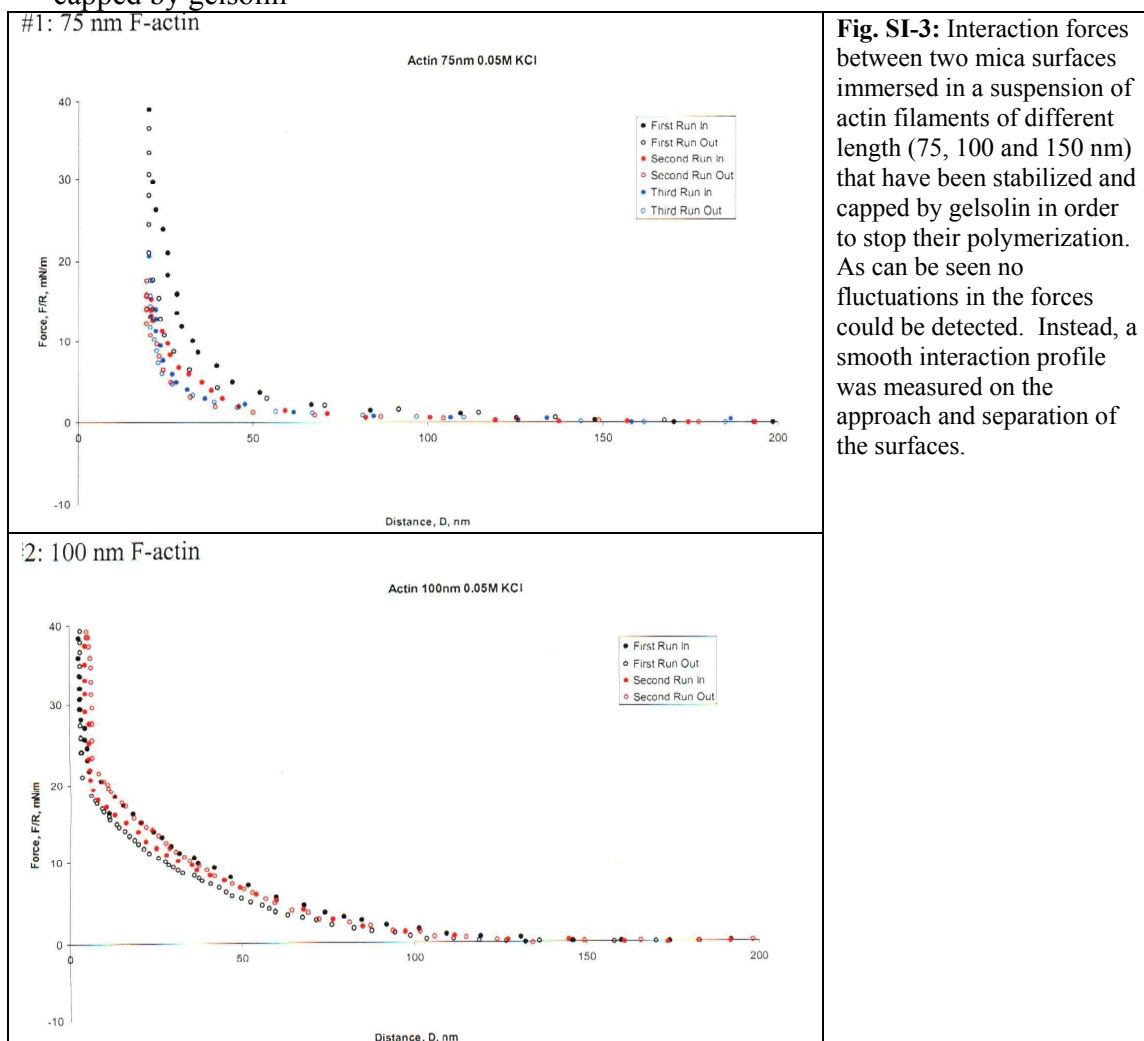 capped by gelsolin
#1: 75 nm F-actin
Actin 75nm 0.05M KCl
40
30
20
10
0
-10
0
50
100
150
200
Force, F/R, mN/m
Distance, D, nm
First Run In
First Run Out
Second Run In
Second Run Out
Third Run In
Third Run Out
Fig. SI-3: Interaction forces
between two mica surfaces
immersed in a suspension of
actin filaments of different
length (75, 100 and 150 nm)
that have been stabilized and
capped by gelsolin in order
to stop their polymerization.
As can be seen no
fluctuations in the forces
could be detected. Instead, a
smooth interaction profile
was measured on the
approach and separation of
the surfaces.
2: 100 nm F-actin
Actin 100nm 0.05M KCl
40
30
20
10
0
-10
0
50
100
150
200
Force, F/R, mN/m
Distance, D, nm
First Run In
First Run Out
Second Run In
Second Run Out